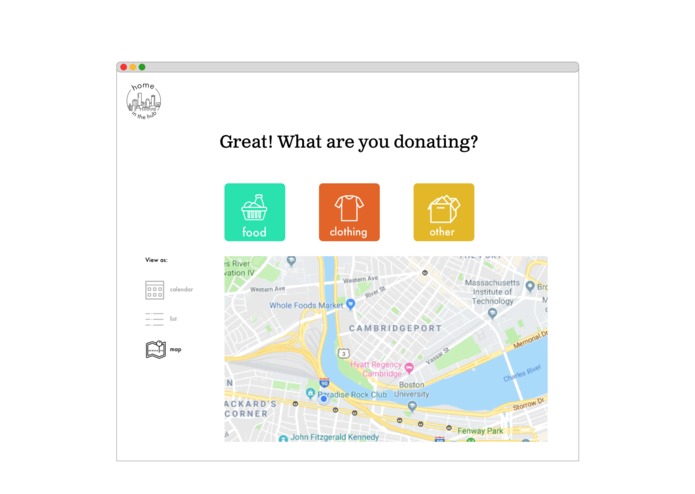 home
in the hub
Great! What are you donating?
food
clothing
other
View as:
calendar
list
map
s River
vation IV
Western Ave
Western Ave
River St
Whole Foods Market
Massachusetts
Institute of
Technology
CAMBRIDGEPORT
3
Vassar St
Memorial Dr
Hyatt Regency
Cambridge
Charles River
Boston
University
Paradise Rock Club
N
ACKARD'S
CORNER
Storrow Dr
Fenway Park
John Fitzgerald Kennedy